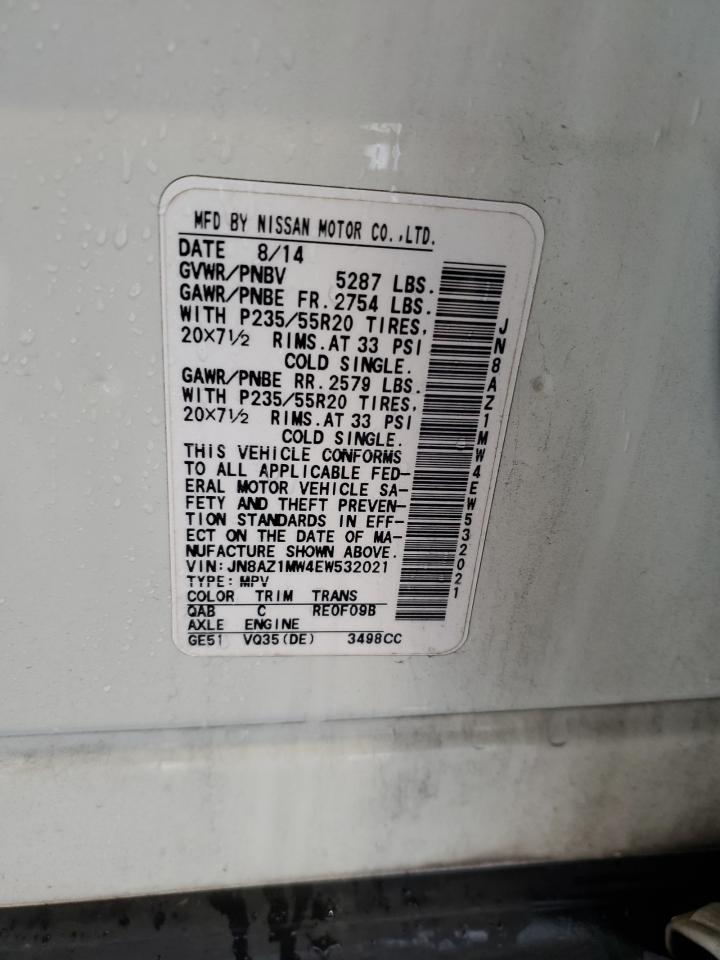 MFD BY NISSAN MOTOR CO.,LTD.
DATE 8/14
GVWR/PNBV 5287 LBS.
GAWR/PNBE FR. 2754 LBS.
WITH P235/55R20 TIRES,
20×7½ RIMS.AT 33 PSI
COLD SINGLE.
GAWR/PNBE RR. 2579 LBS.
WITH P235/55R20 TIRES,
20×7½ RIMS.AT 33 PSI
COLD SINGLE.
THIS VEHICLE CONFORMS
TO ALL APPLICABLE FED-
ERAL MOTOR VEHICLE SA-
FETY AND THEFT PREVEN-
TION STANDARDS IN EFF-
ECT ON THE DATE OF MA-
NUFACTURE SHOWN ABOVE.
VIN: JN8AZ1MW4EW532021
TYPE: MPV
COLOR TRIM TRANS
QAB C RE0F09B
AXLE ENGINE
GE51 VQ35(DE) 3498CC
JN8AZ1MW4EW532021